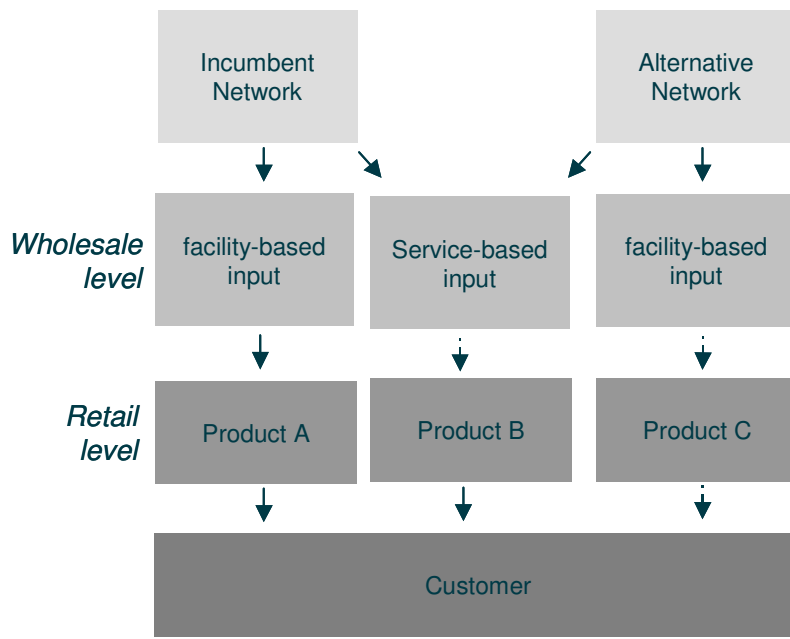 Incumbent
Network
Alternative
Network
Wholesale
level
facility-based
input
Service-based
input
facility-based
input
Retail
level
Product A
Product B
Product C
Customer